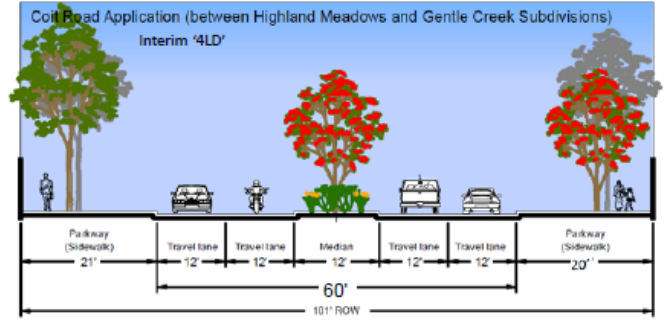 Coit Road Application (between Highland Meadows and Gentle Creek Subdivisions)
Interim '4LD'
Parkway
(Sidewalk)
21'
Travel lane
12'
Travel lane
12'
Median
12'
Travel lane
12'
Travel lane
12'
Parkway
(Sidewalk)
20'
60'
101' ROW